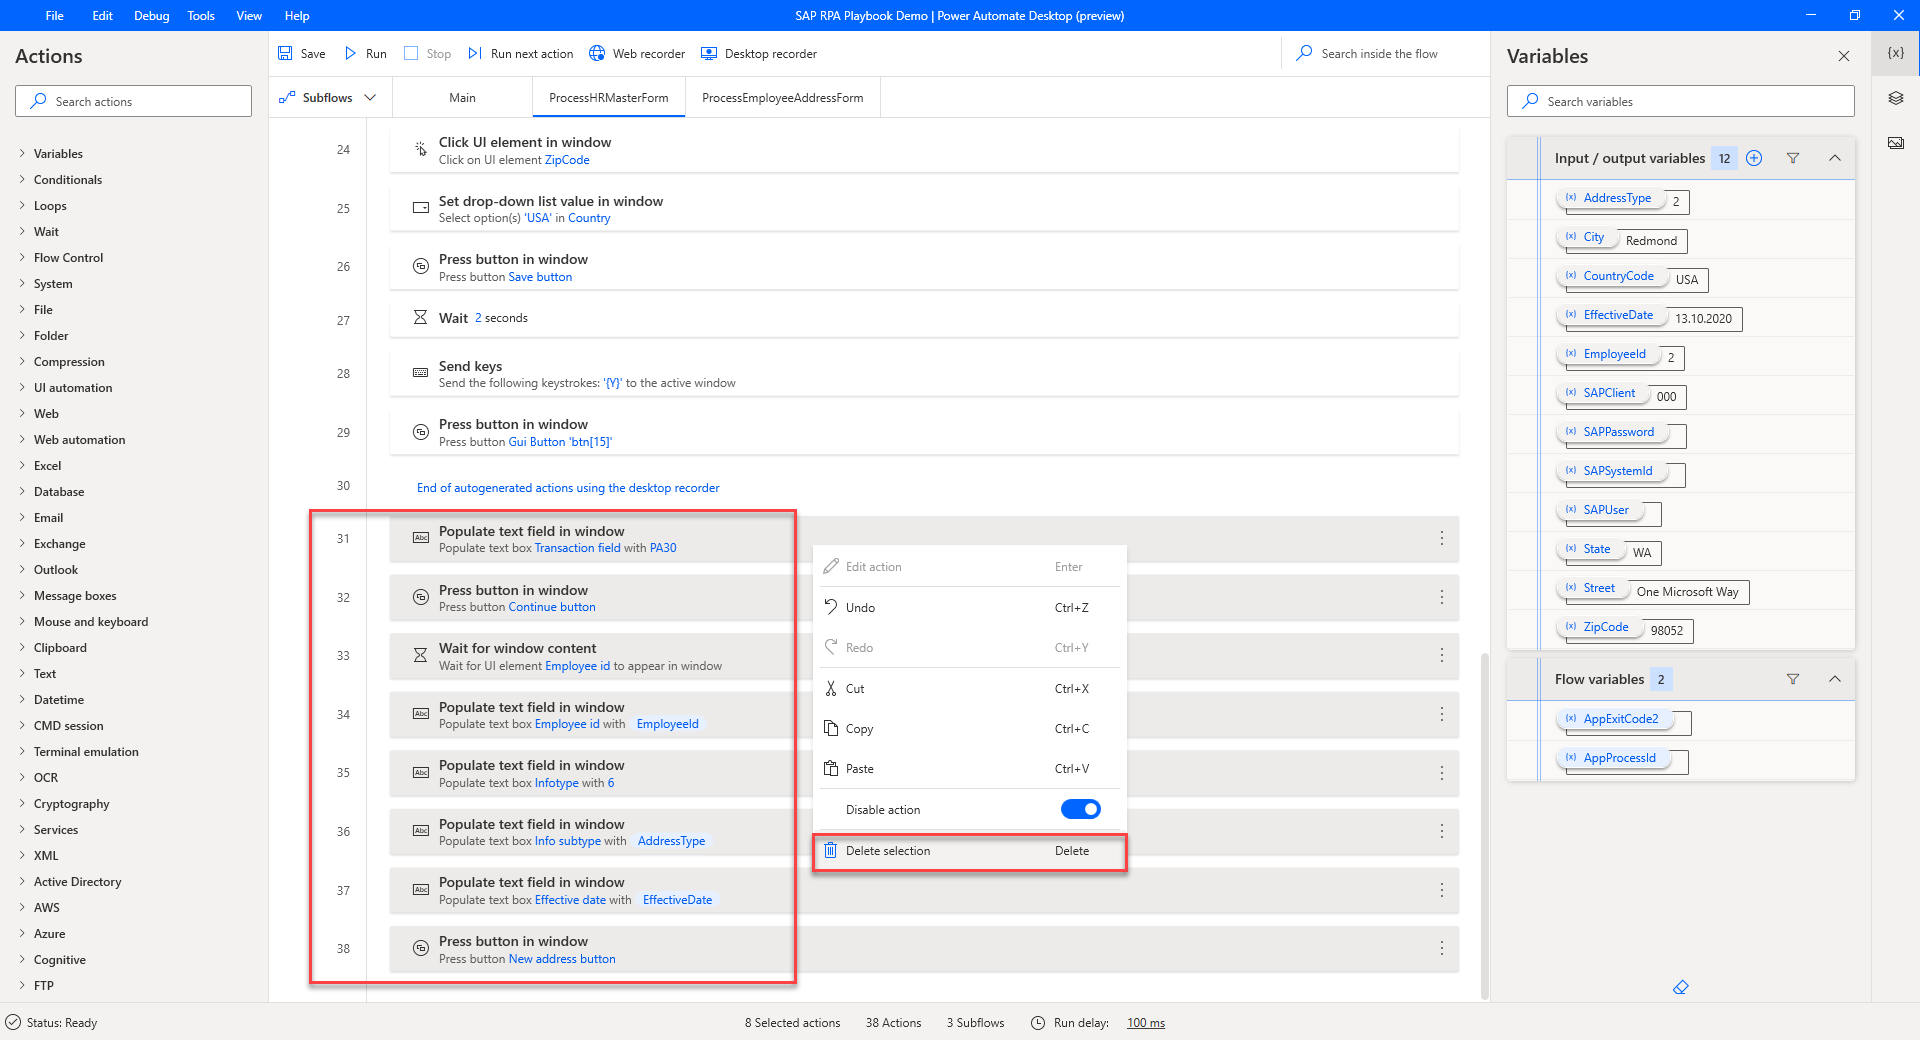 File Edit Debug Tools View Help
SAP RPA Playbook Demo | Power Automate Desktop (preview)
Actions
Search actions
Variables
Conditionals
Loops
Wait
Flow Control
System
File
Folder
Compression
UI automation
Web
Web automation
Excel
Database
Email
Exchange
Outlook
Message boxes
Mouse and keyboard
Clipboard
Text
Datetime
CMD session
Terminal emulation
OCR
Cryptography
Services
XML
Active Directory
AWS
Azure
Cognitive
FTP
Save Run Stop Run next action Web recorder Desktop recorder
Search inside the flow
Subflows Main ProcessHRMasterForm ProcessEmployeeAddressForm
24 Click UI element in window
Click on UI element ZipCode
25 Set drop-down list value in window
Select option(s) 'USA' in Country
26 Press button in window
Press button Save button
27 Wait 2 seconds
28 Send keys
Send the following keystrokes: '{Y}' to the active window
29 Press button in window
Press button Gui Button 'btn[15]'
30 End of autogenerated actions using the desktop recorder
31 Populate text field in window
Populate text box Transaction field with PA30
32 Press button in window
Press button Continue button
33 Wait for window content
Wait for UI element Employee id to appear in window
34 Populate text field in window
Populate text box Employee id with EmployeeId
35 Populate text field in window
Populate text box Infotype with 6
36 Populate text field in window
Populate text box Info subtype with AddressType
37 Populate text field in window
Populate text box Effective date with EffectiveDate
38 Press button in window
Press button New address button
Edit action Enter
Undo Ctrl+Z
Redo Ctrl+Y
Cut Ctrl+X
Copy Ctrl+C
Paste Ctrl+V
Disable action
Delete selection Delete
Variables
{x}
Search variables
Input / output variables 12
(x) AddressType 2
(x) City Redmond
(x) CountryCode USA
(x) EffectiveDate 13.10.2020
(x) EmployeeId 2
(x) SAPClient 000
(x) SAPPassword
(x) SAPSystemId
(x) SAPUser
(x) State WA
(x) Street One Microsoft Way
(x) ZipCode 98052
Flow variables 2
(x) AppExitCode2
(x) AppProcessId
Status: Ready
8 Selected actions 38 Actions 3 Subflows Run delay: 100 ms